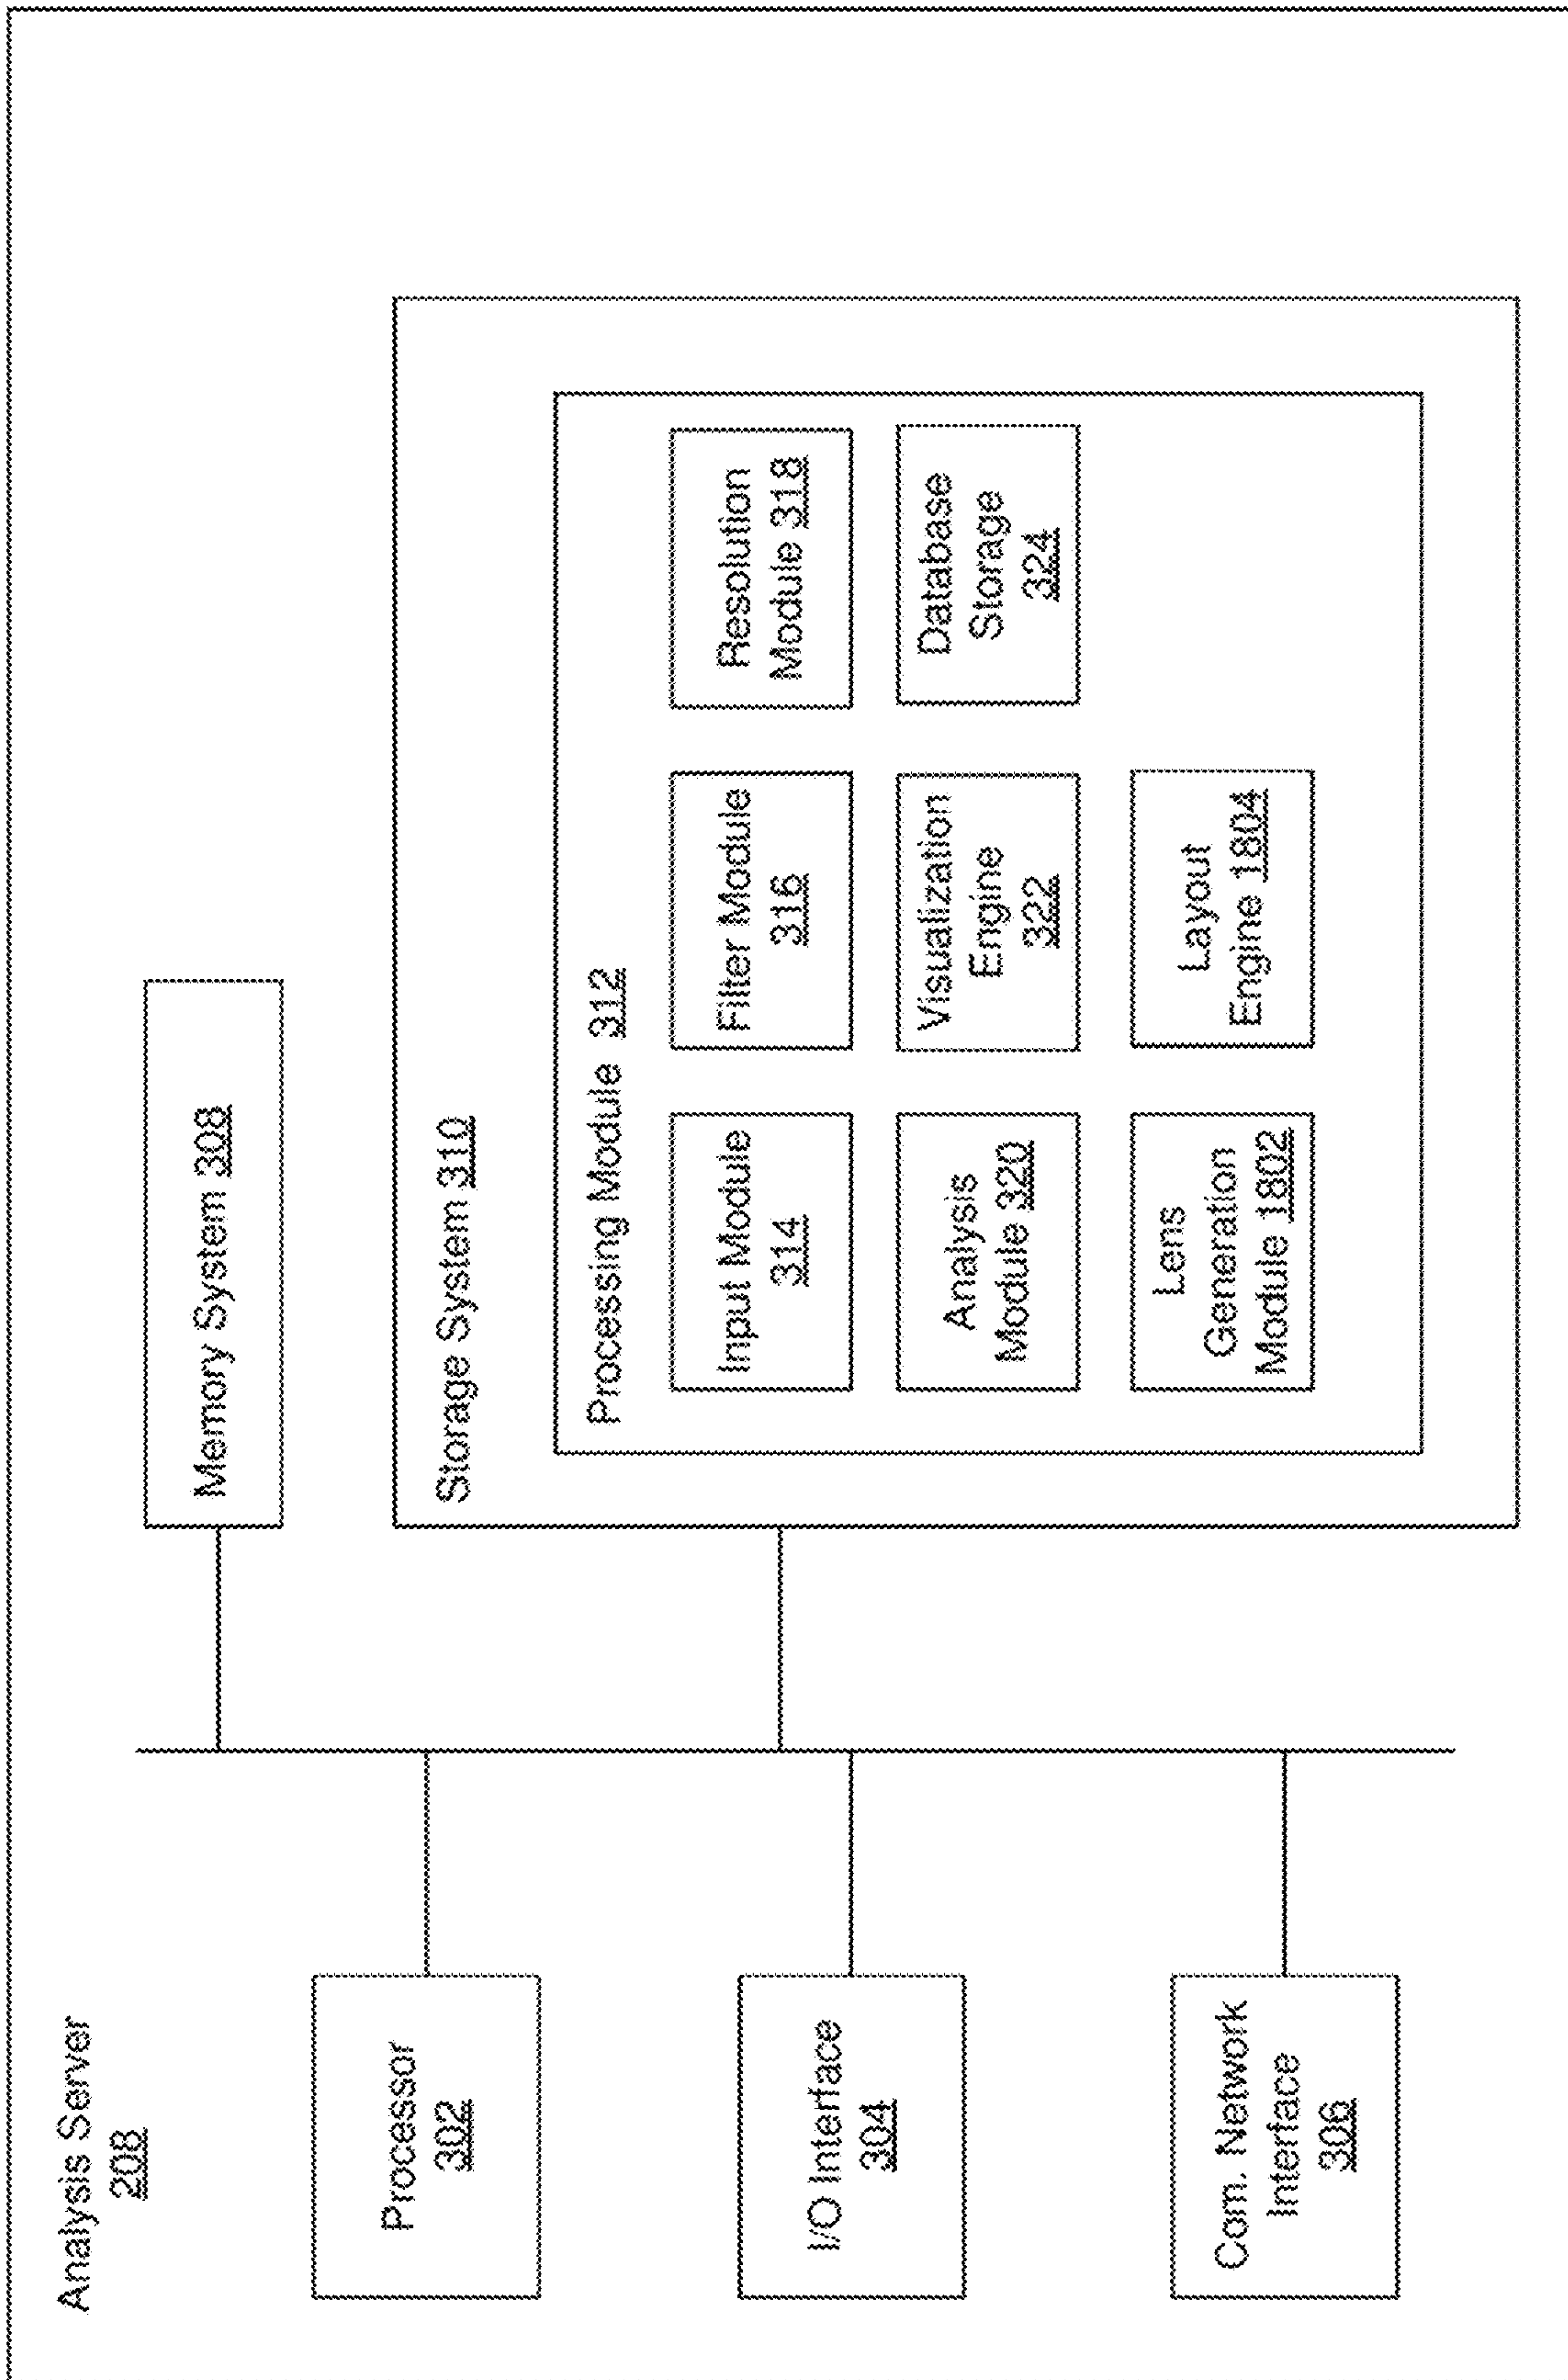 Analysis Server
208
Processor
302
I/O Interface
304
Com. Network
Interface
306
Memory System 308
Storage System 310
Processing Module 312
Input Module
314
Filter Module
316
Resolution
Module 318
Analysis
Module 320
Visualization
Engine
322
Database
Storage
324
Lens
Generation
Module 1802
Layout
Engine 1804